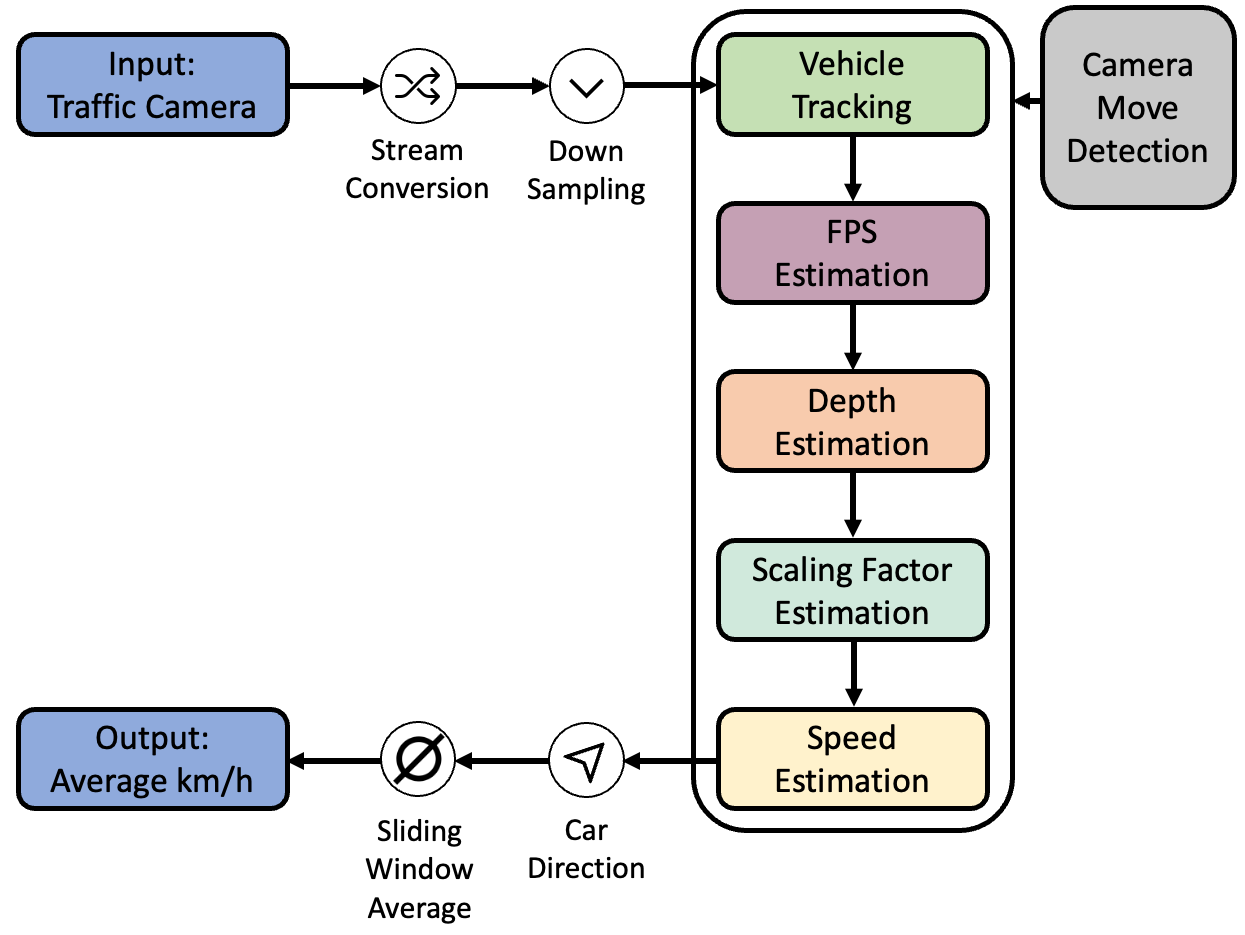 Input:
Traffic Camera
Stream
Conversion
Down
Sampling
Vehicle
Tracking
Camera
Move
Detection
FPS
Estimation
Depth
Estimation
Scaling Factor
Estimation
Speed
Estimation
Car
Direction
Sliding
Window
Average
Output:
Average km/h